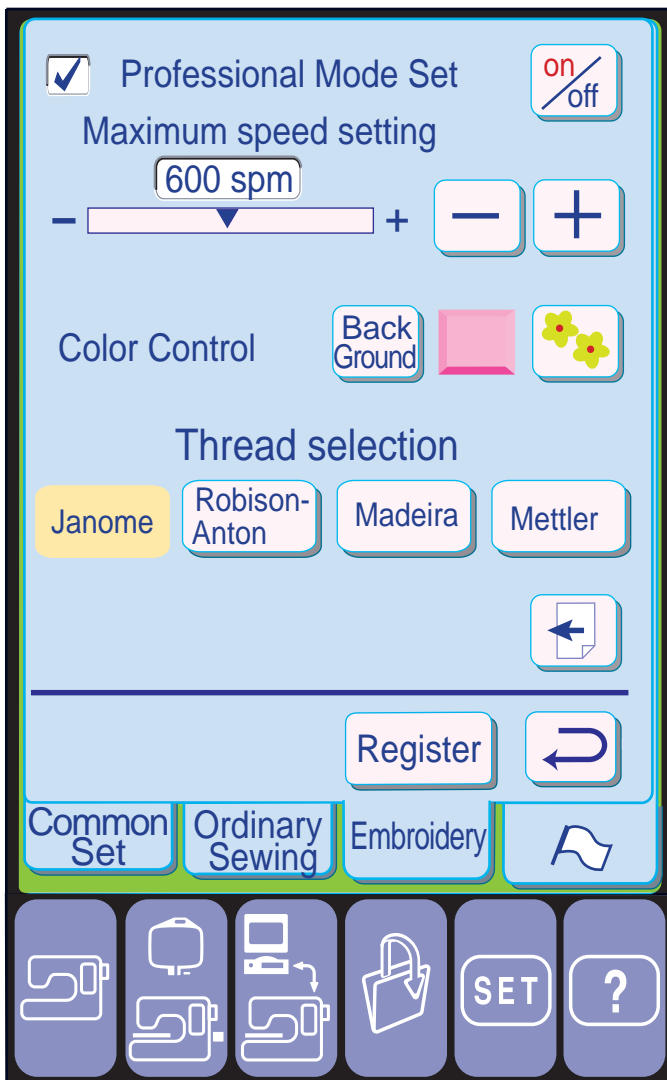 Professional Mode Set
on
off
Maximum speed setting
600 spm
- +
- +
Color Control
Back
Ground
Thread selection
Janome
Robison-
Anton
Madeira
Mettler
Register
Common
Set
Ordinary
Sewing
Embroidery
SET
?